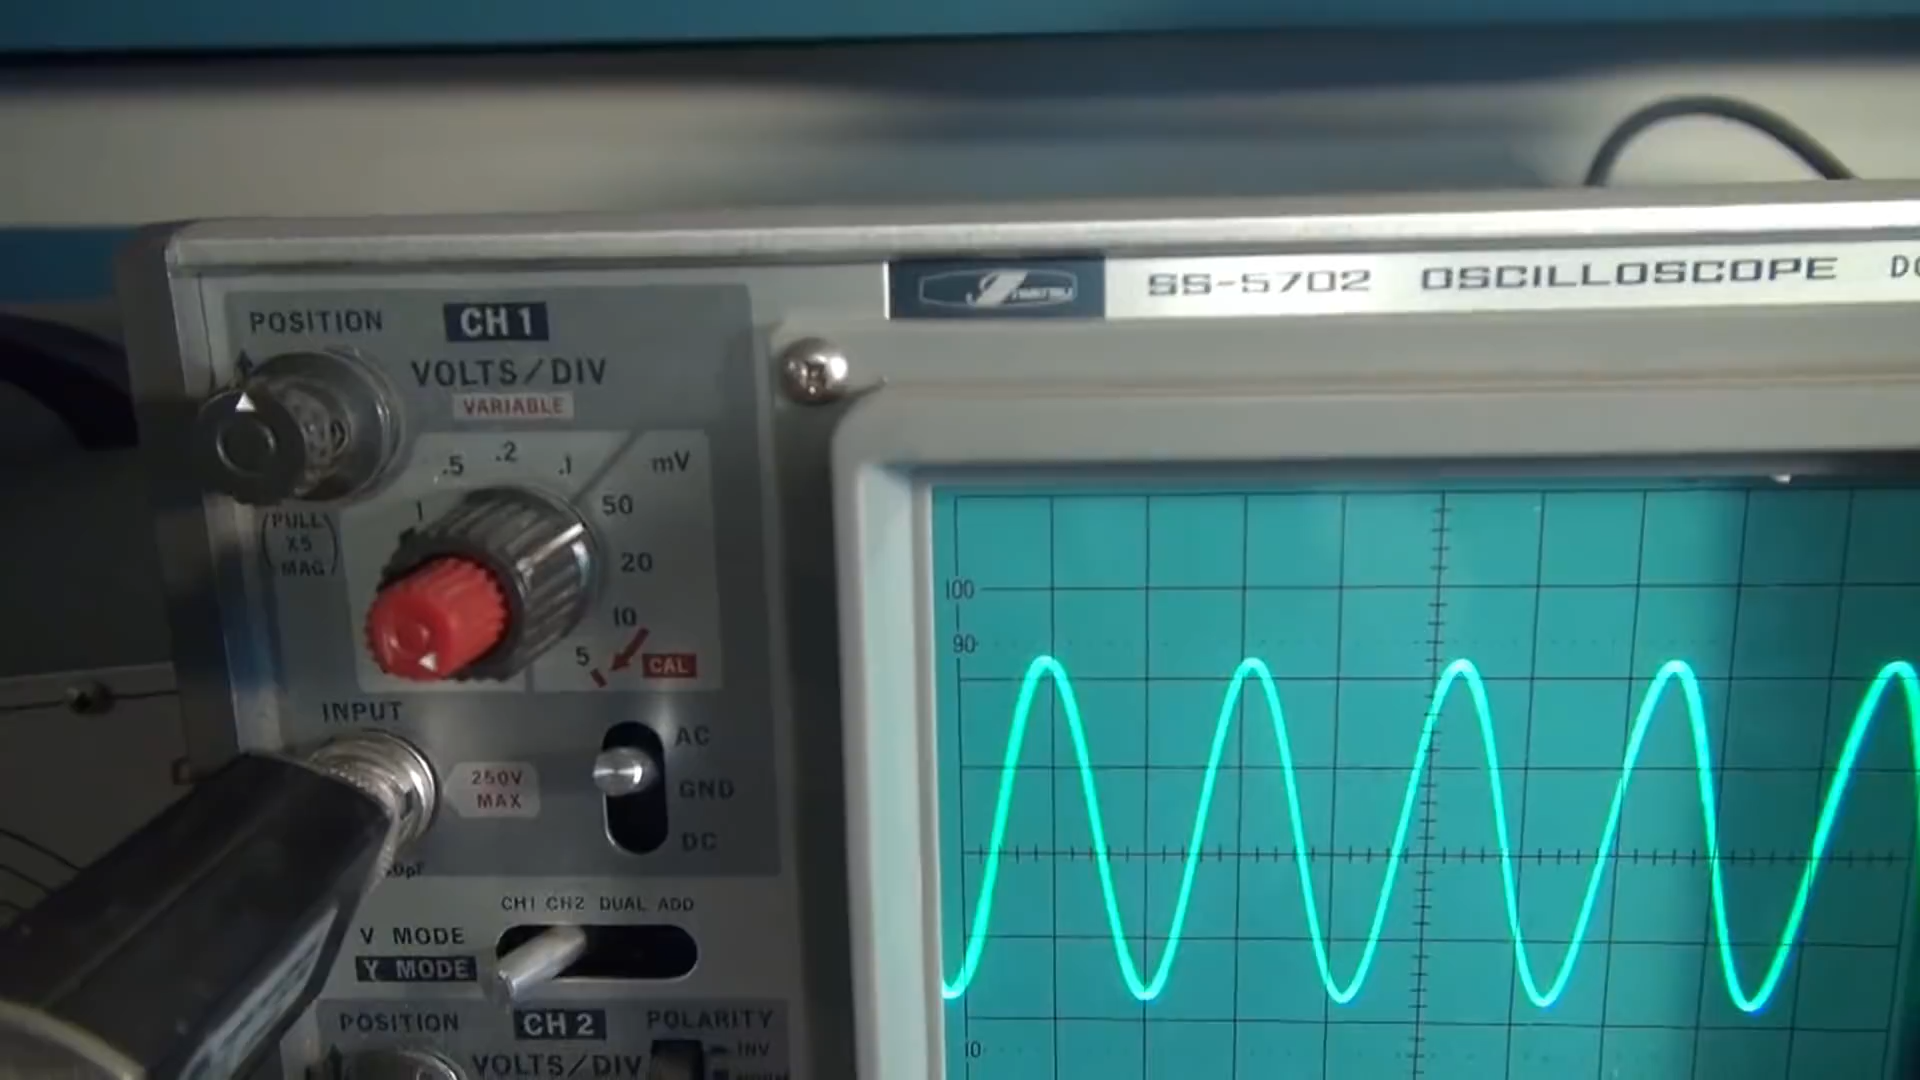 SS-5702 OSCILLOSCOPE DC
POSITION CH 1
VOLTS/DIV
VARIABLE
.5 .2 .1 mV
1 50
20
10
5 CAL
(PULL
X5
MAG)
INPUT
250V
MAX
AC
GND
DC
0pF
CH1 CH2 DUAL ADD
V MODE
Y MODE
POSITION CH 2 POLARITY
VOLTS/DIV INV
100
90
10